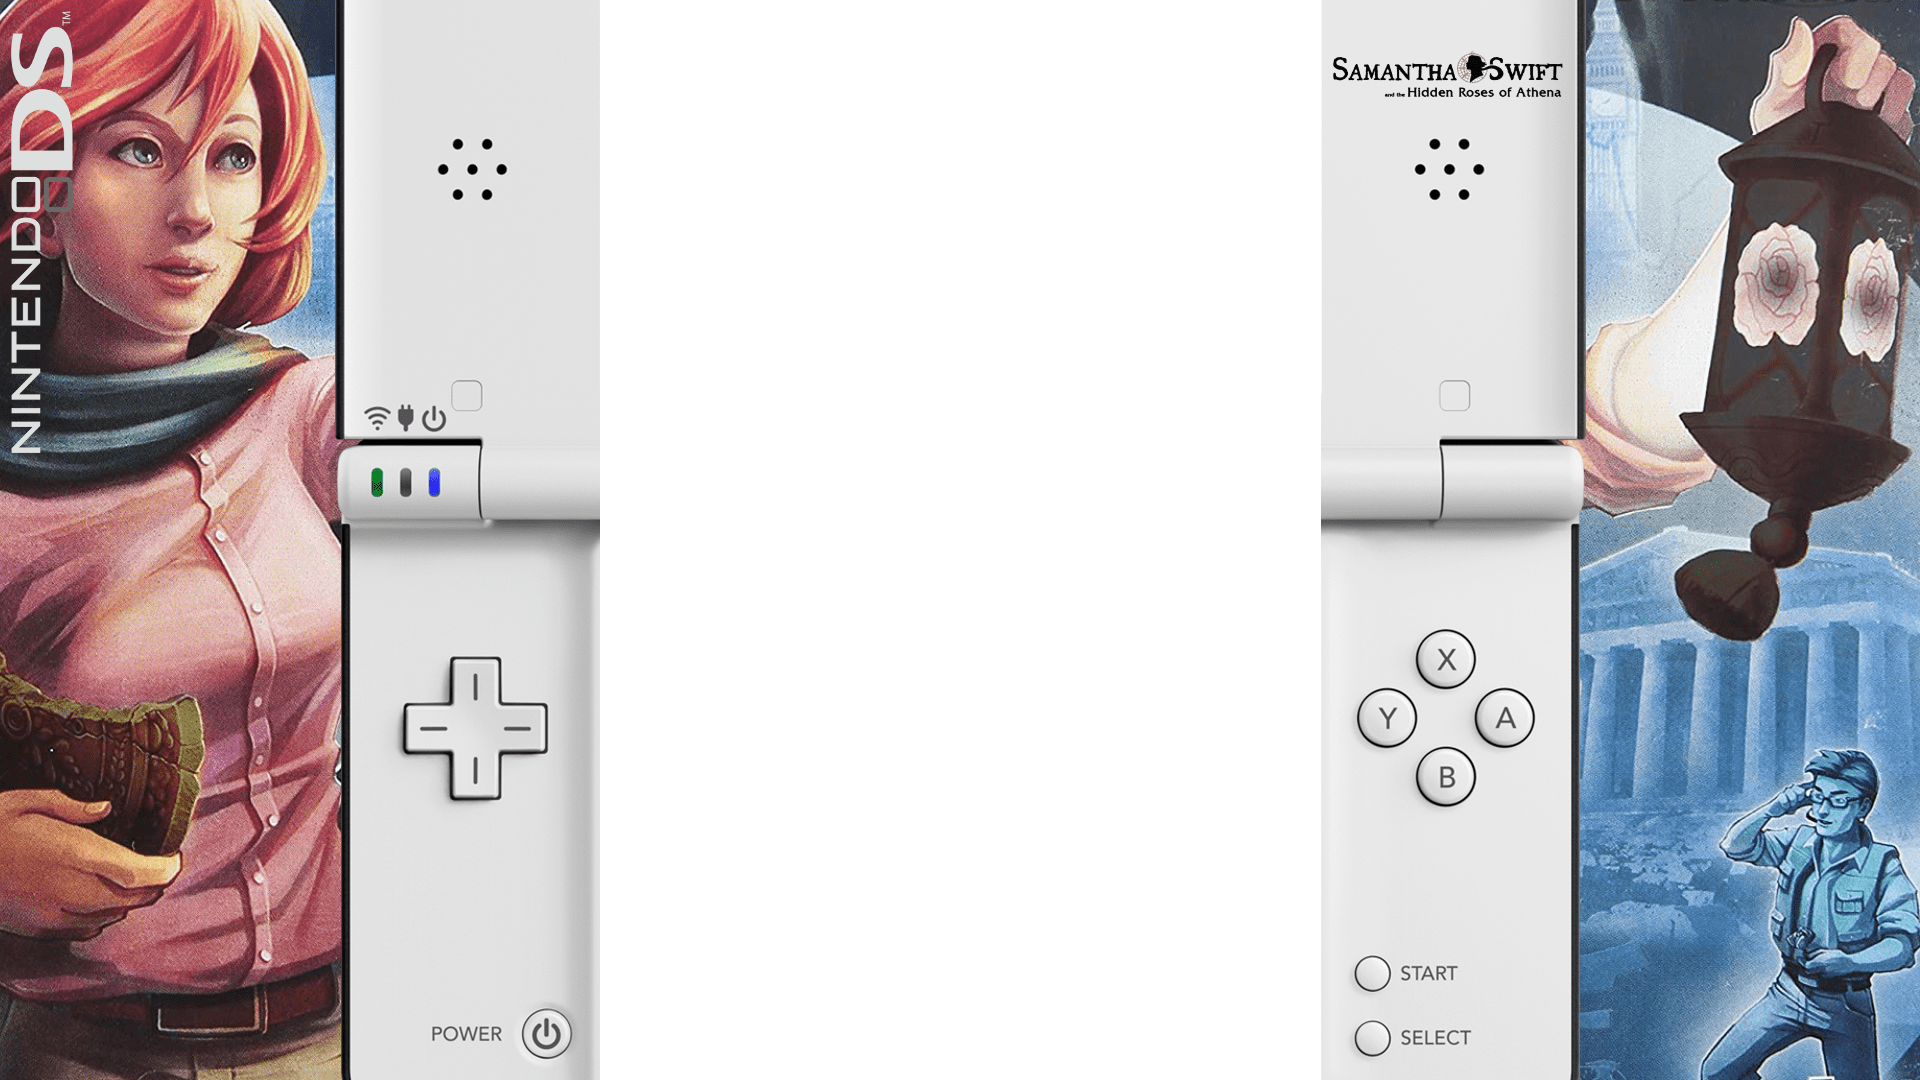 NINTENDO DS™
SAMANTHA SWIFT
and the Hidden Roses of Athena
X
Y
A
B
START
SELECT
POWER